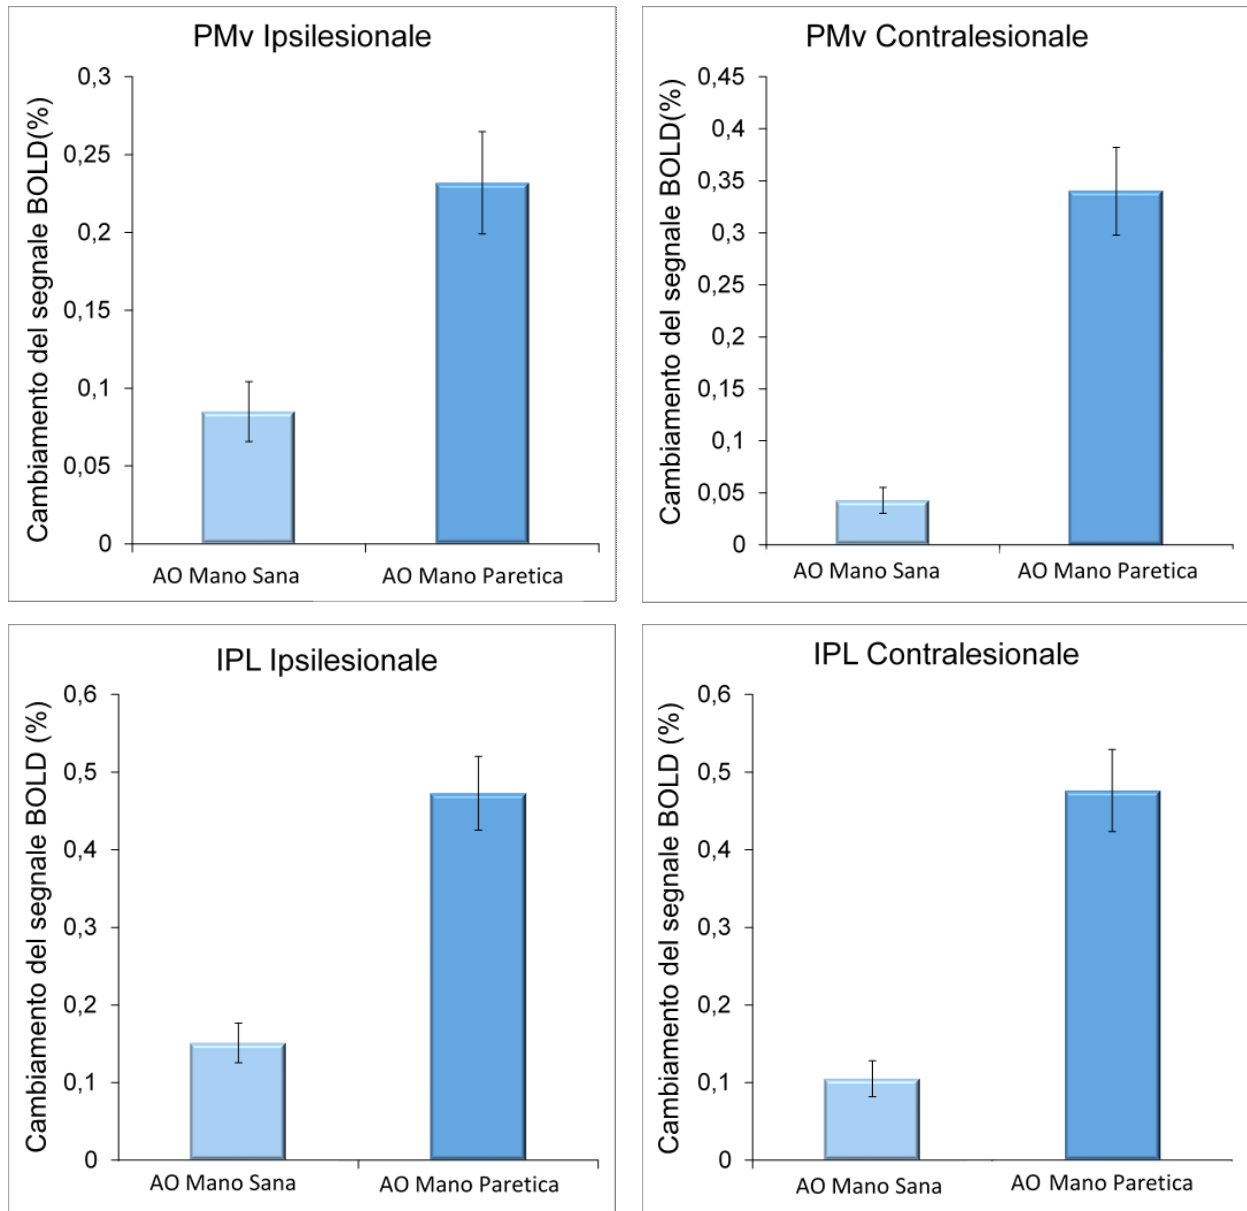 PMv Ipsilesionale
Cambiamento del segnale BOLD(%)
0,3
0,25
0,2
0,15
0,1
0,05
0
AO Mano Sana
AO Mano Paretica
PMv Contralesionale
Cambiamento del segnale BOLD(%)
0,45
0,4
0,35
0,3
0,25
0,2
0,15
0,1
0,05
0
AO Mano Sana
AO Mano Paretica
IPL Ipsilesionale
Cambiamento del segnale BOLD (%)
0,6
0,5
0,4
0,3
0,2
0,1
0
AO Mano Sana
AO Mano Paretica
IPL Contralesionale
Cambiamento del segnale BOLD (%)
0,6
0,5
0,4
0,3
0,2
0,1
0
AO Mano Sana
AO Mano Paretica